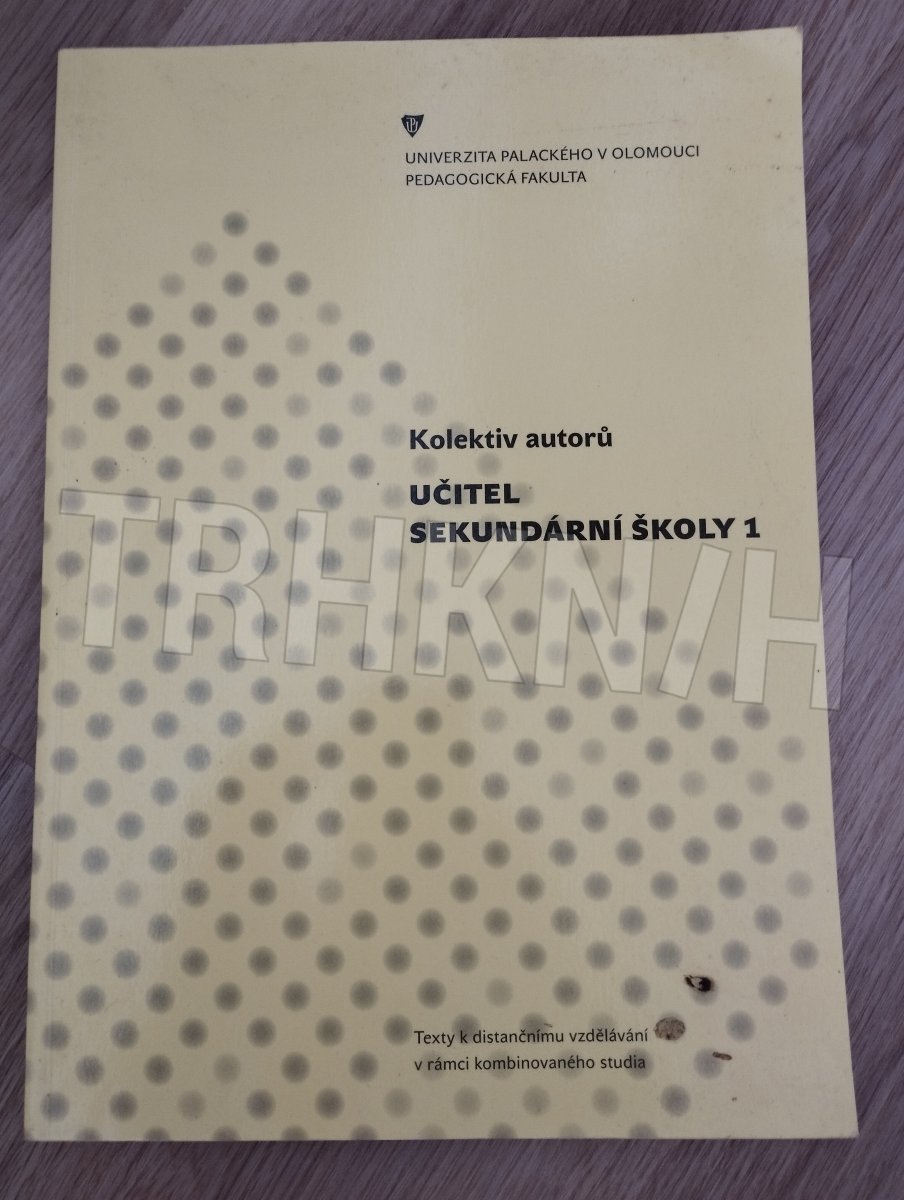 UNIVERZITA PALACKÉHO V OLOMOUCI
PEDAGOGICKÁ FAKULTA
Kolektiv autorů
UČITEL
SEKUNDÁRNÍ ŠKOLY 1
TRHKNIH
Texty k distančnímu vzdělávání
v rámci kombinovaného studia